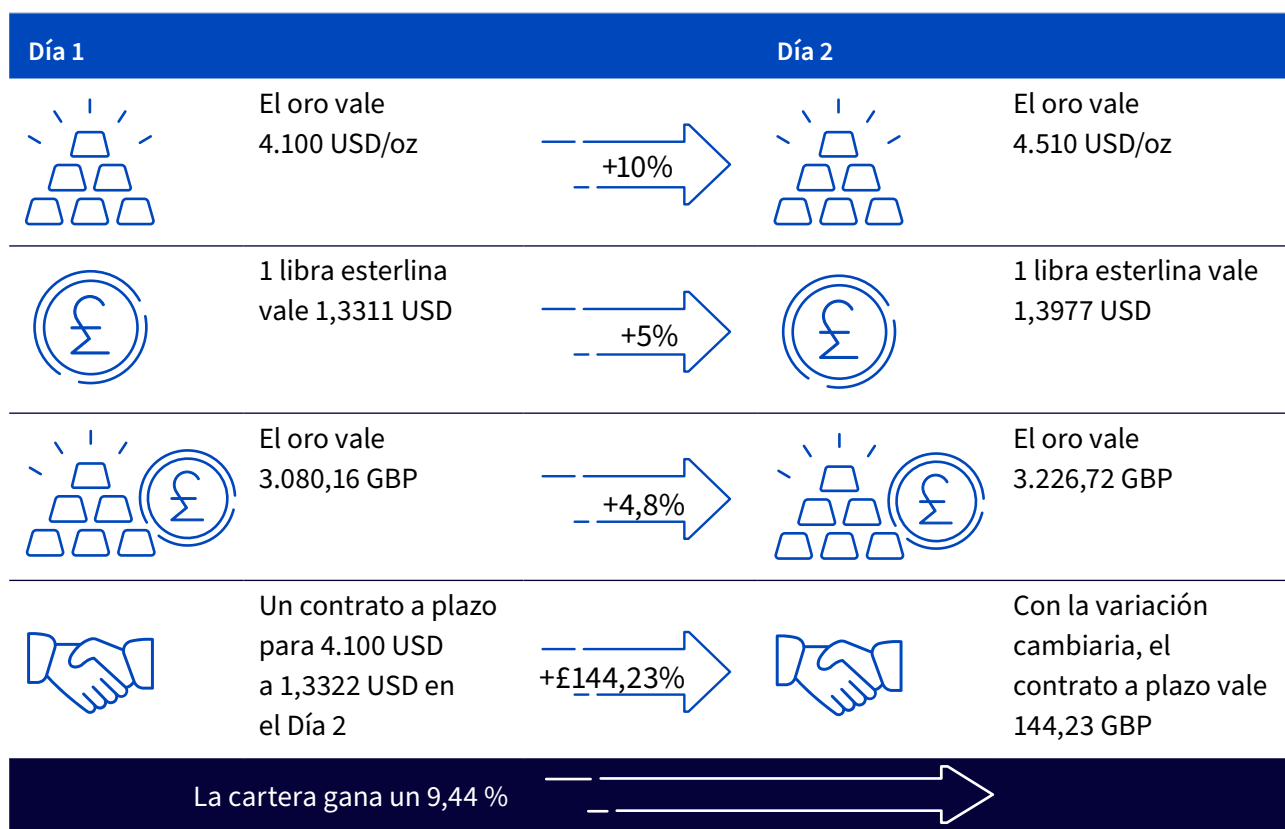 Día 1
Día 2
El oro vale
4.100 USD/oz
+10%
El oro vale
4.510 USD/oz
1 libra esterlina
vale 1,3311 USD
+5%
1 libra esterlina vale
1,3977 USD
El oro vale
3.080,16 GBP
+4,8%
El oro vale
3.226,72 GBP
Un contrato a plazo
para 4.100 USD
a 1,3322 USD en
el Día 2
+£144,23%
Con la variación
cambiaria, el
contrato a plazo vale
144,23 GBP
La cartera gana un 9,44 %